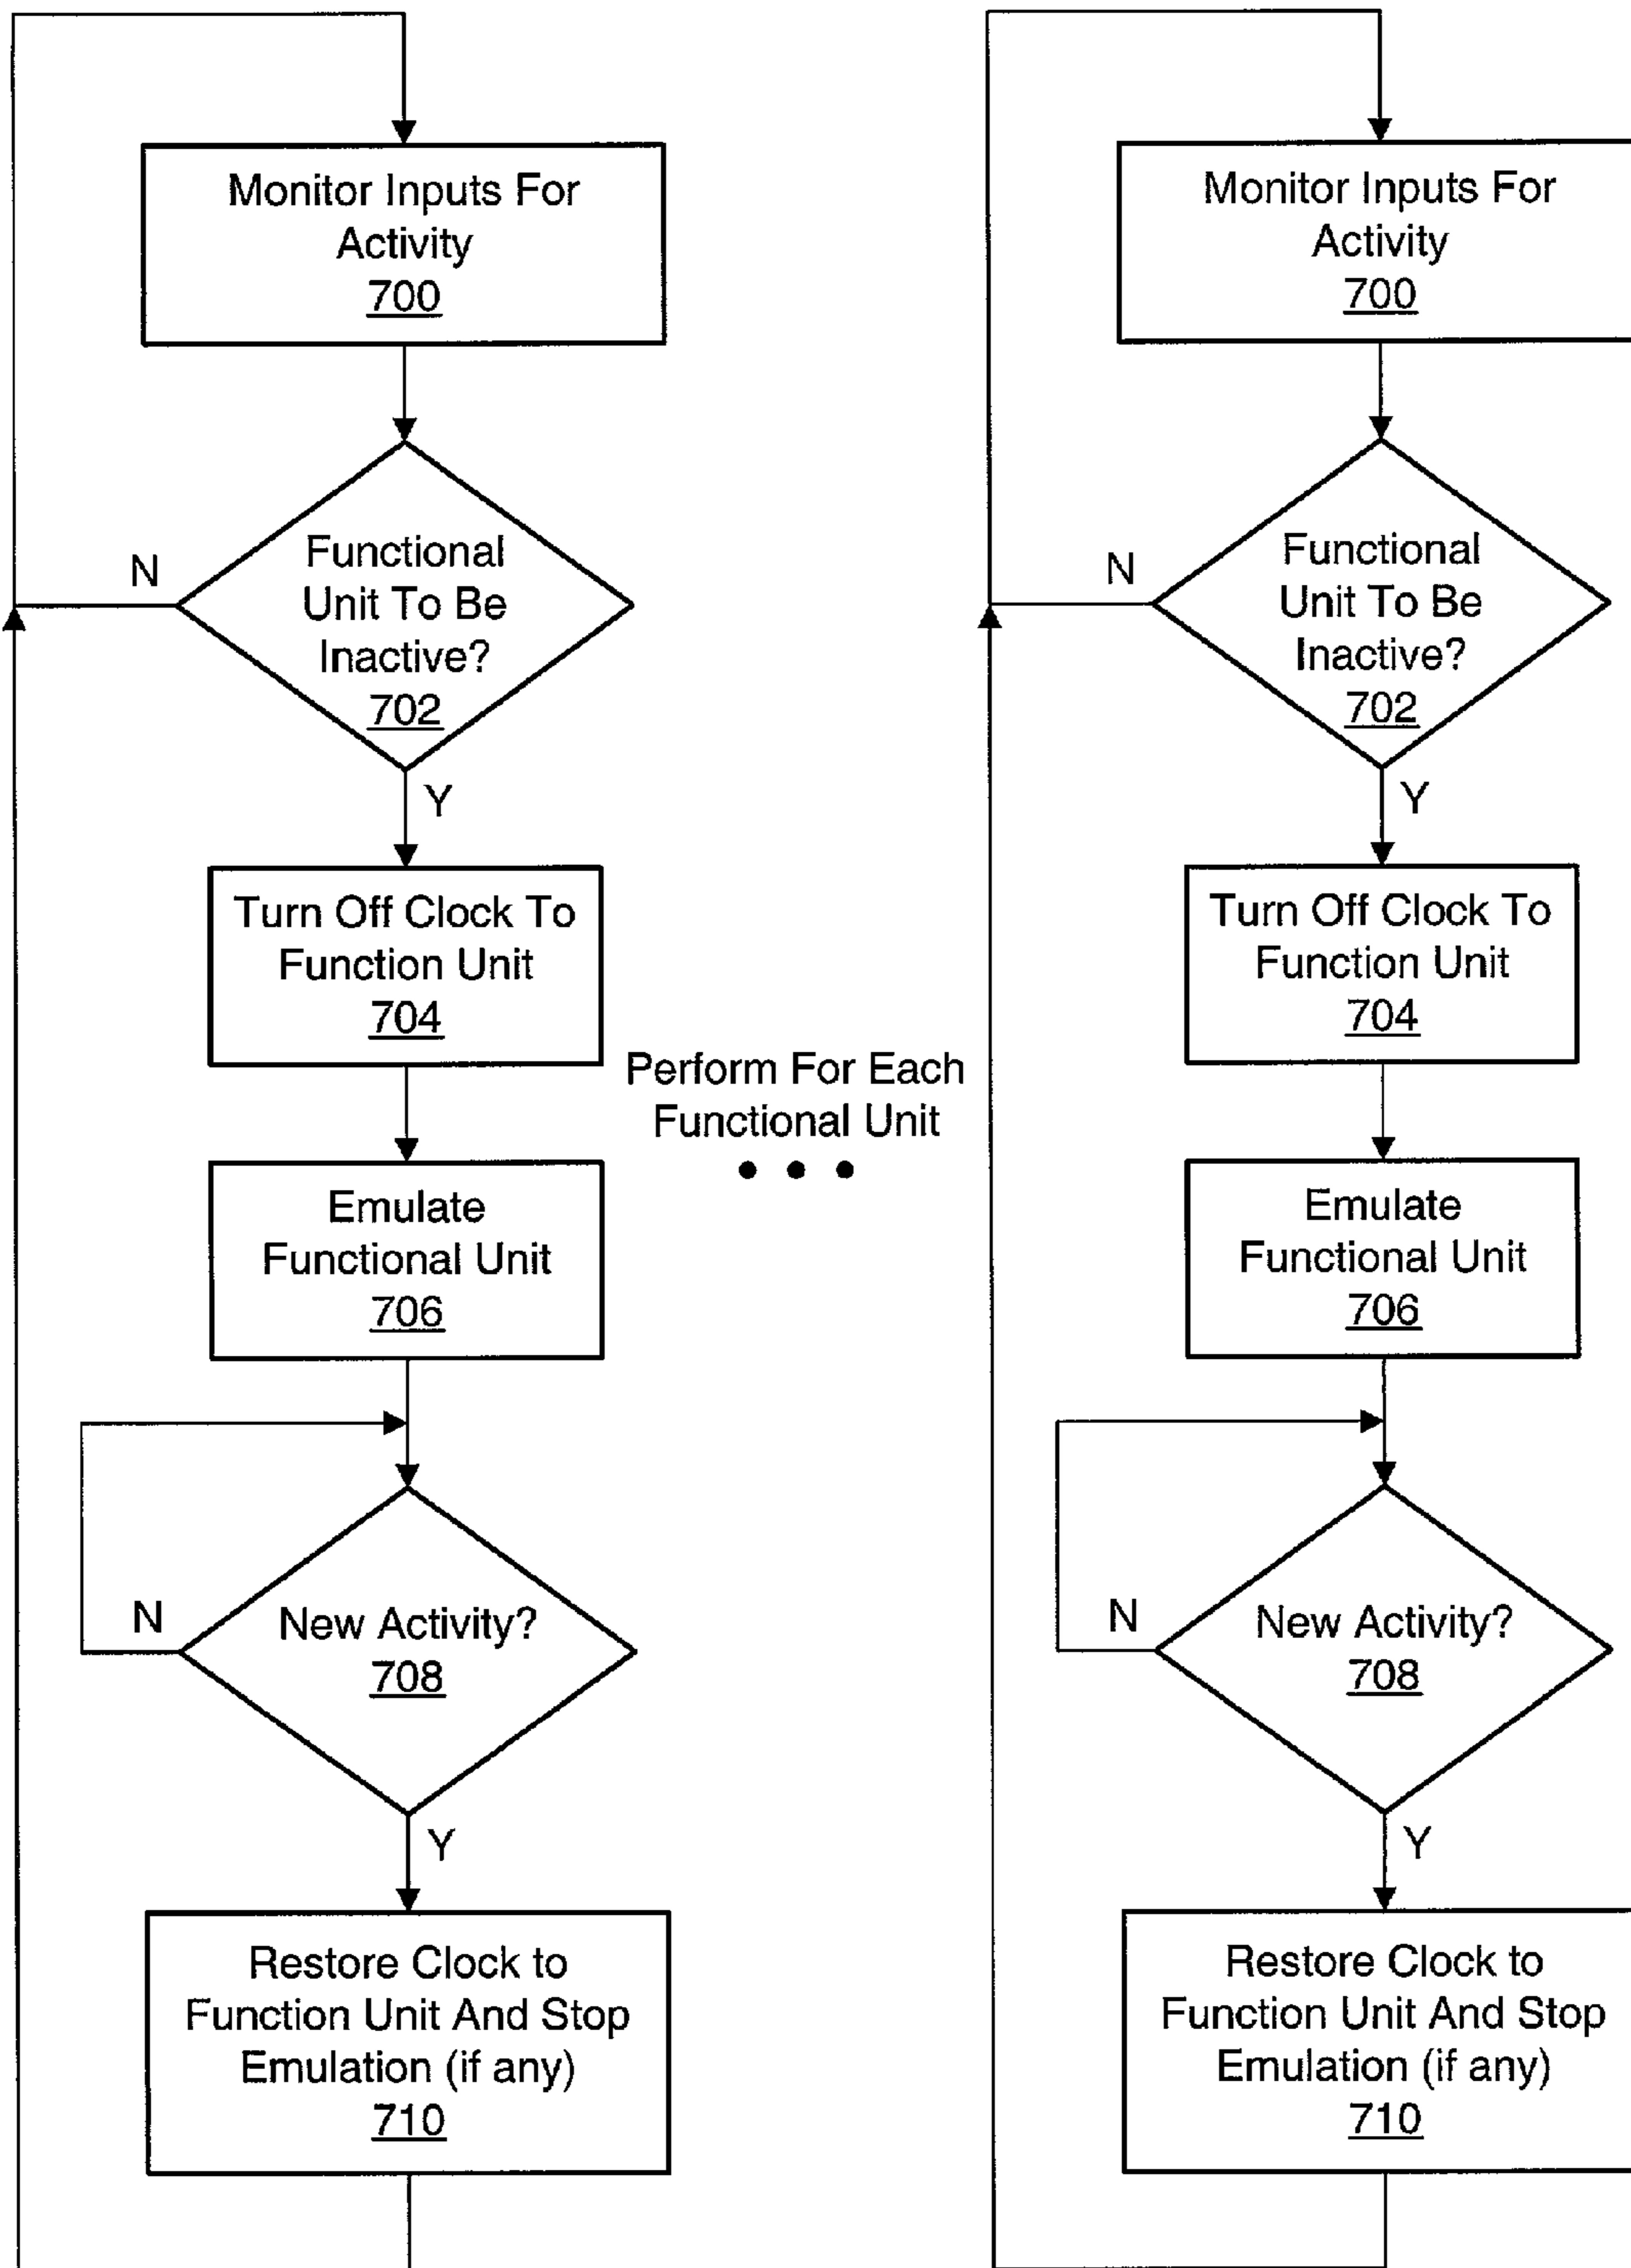 Monitor Inputs For
Activity
700
N
Functional
Unit To Be
Inactive?
702
Y
Turn Off Clock To
Function Unit
704
Emulate
Functional Unit
706
N
New Activity?
708
Y
Restore Clock to
Function Unit And Stop
Emulation (if any)
710
Perform For Each
Functional Unit
• • •
Monitor Inputs For
Activity
700
N
Functional
Unit To Be
Inactive?
702
Y
Turn Off Clock To
Function Unit
704
Emulate
Functional Unit
706
N
New Activity?
708
Y
Restore Clock to
Function Unit And Stop
Emulation (if any)
710